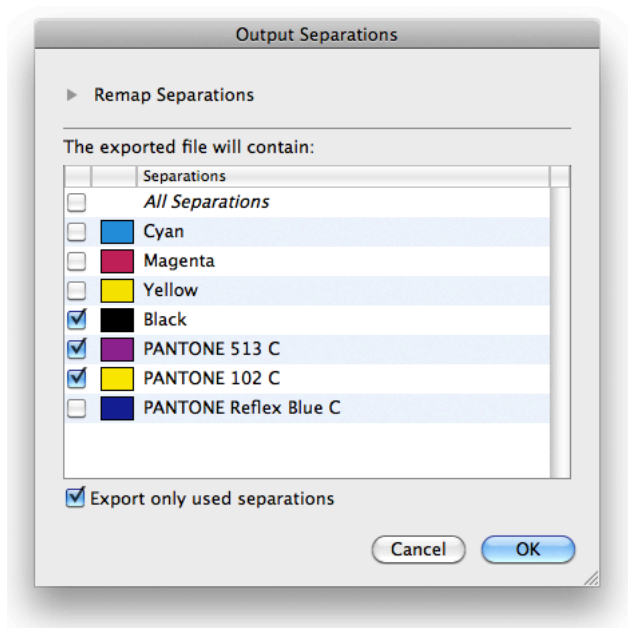 Output Separations
Remap Separations
The exported file will contain:
Separations
All Separations
Cyan
Magenta
Yellow
Black
PANTONE 513 C
PANTONE 102 C
PANTONE Reflex Blue C
Export only used separations
Cancel OK